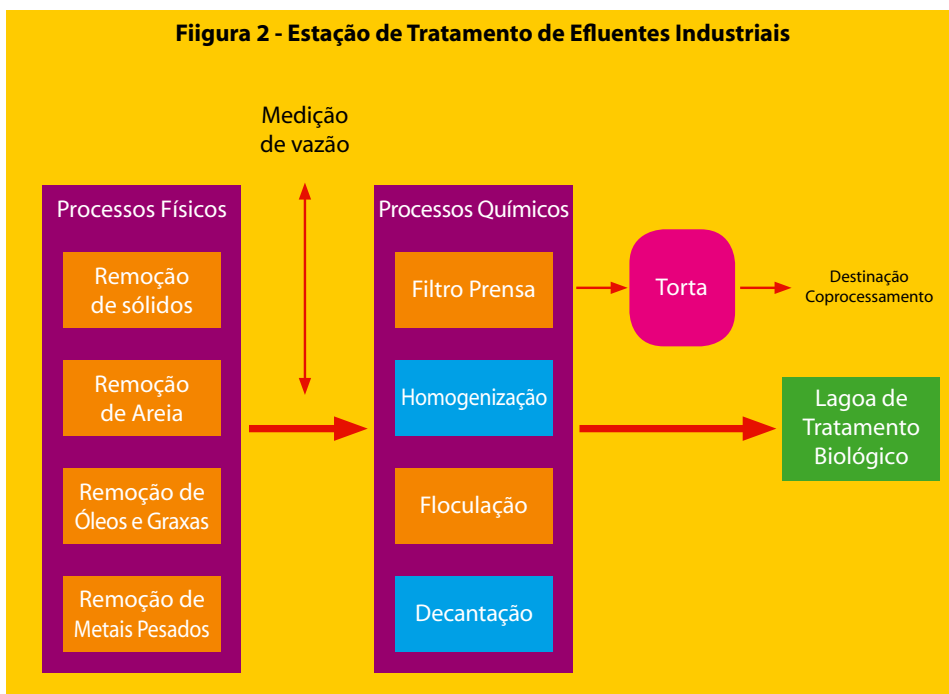 Fiigura 2 - Estação de Tratamento de Efluentes Industriais
Medição
de vazão
Processos Físicos
Remoção
de sólidos
Remoção
de Areia
Remoção de
Óleos e Graxas
Remoção de
Metais Pesados
Processos Químicos
Filtro Prensa
Homogenização
Floculação
Decantação
Torta
Destinação
Coprocessamento
Lagoa de
Tratamento
Biológico